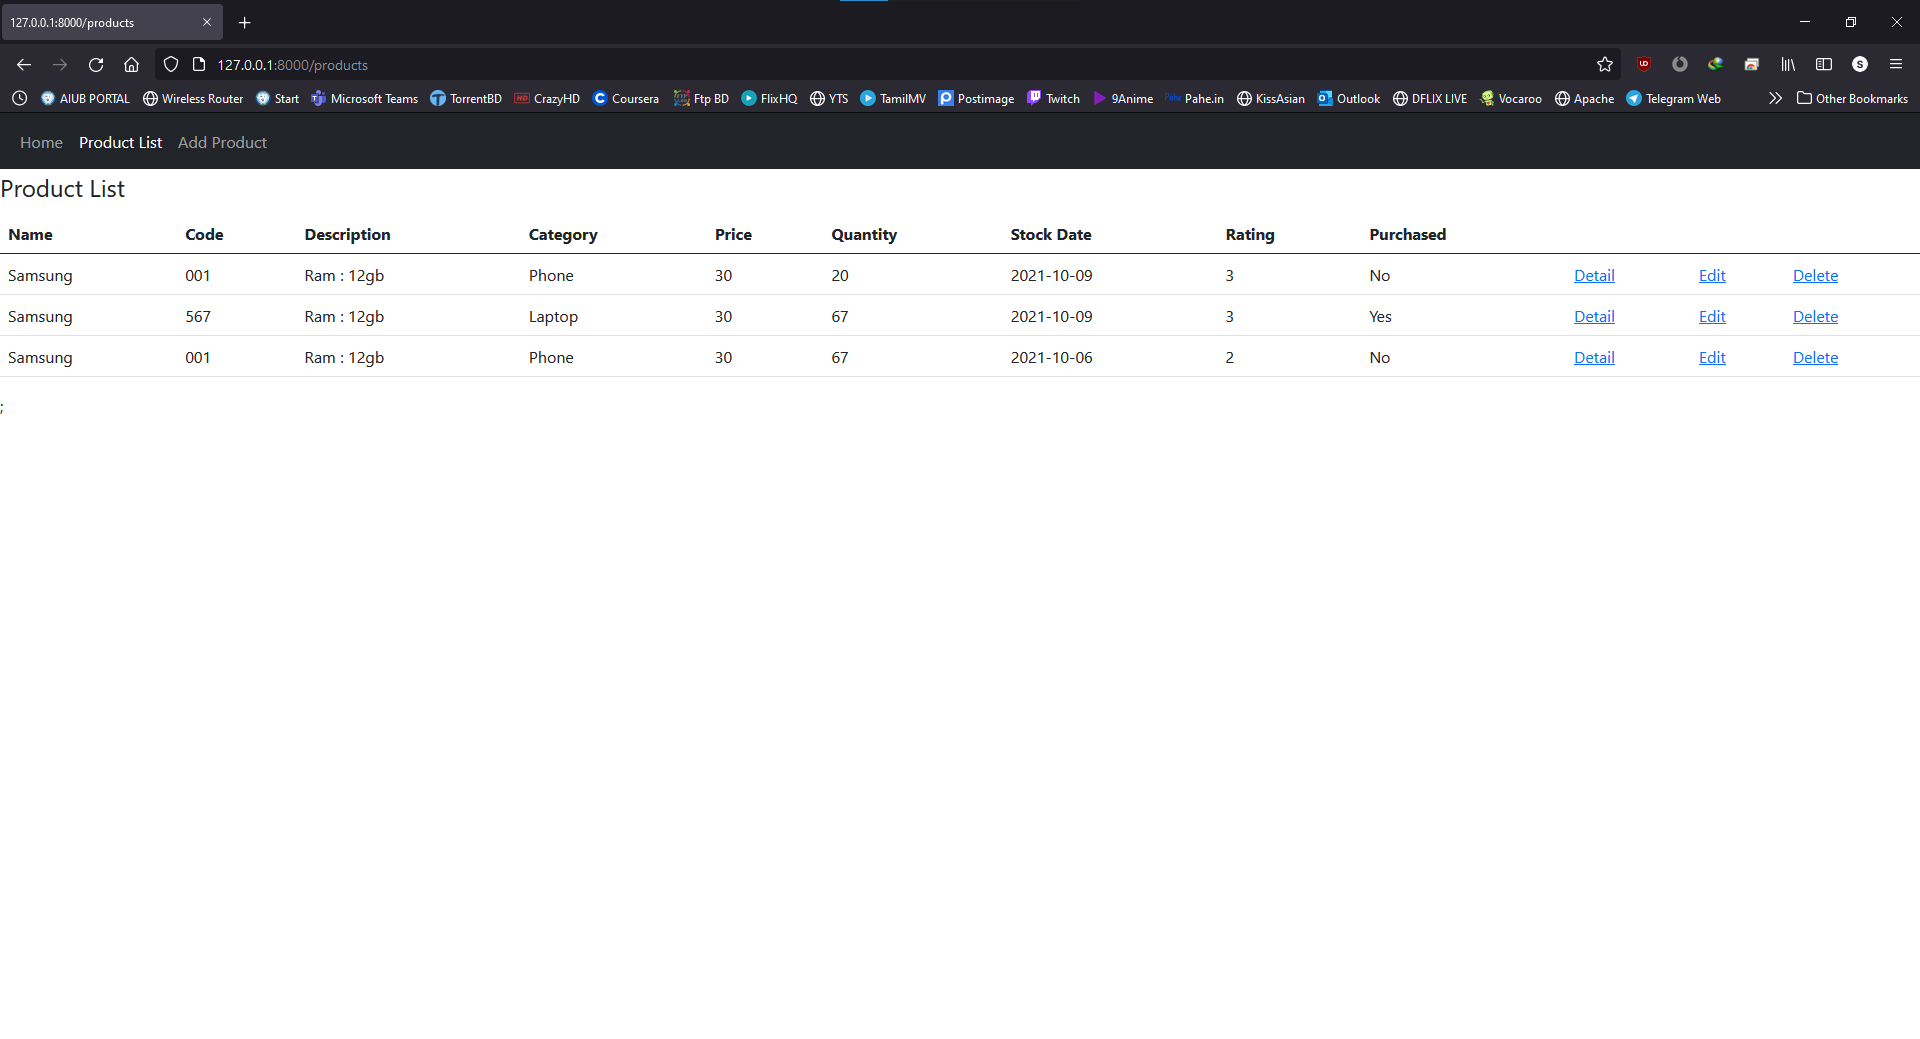 127.0.0.1:8000/products
127.0.0.1:8000/products
AIUB PORTAL Wireless Router Start Microsoft Teams TorrentBD CrazyHD Coursera Ftp BD FlixHQ YTS TamilMV Postimage Twitch 9Anime Pahe.in KissAsian Outlook DFLIX LIVE Vocaroo Apache Telegram Web Other Bookmarks
Home Product List Add Product
Product List
Name Code Description Category Price Quantity Stock Date Rating Purchased
Samsung 001 Ram : 12gb Phone 30 20 2021-10-09 3 No Detail Edit Delete
Samsung 567 Ram : 12gb Laptop 30 67 2021-10-09 3 Yes Detail Edit Delete
Samsung 001 Ram : 12gb Phone 30 67 2021-10-06 2 No Detail Edit Delete
;